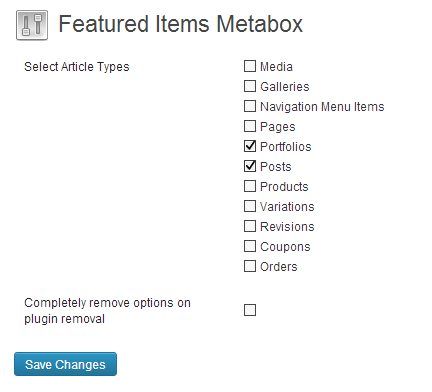 Featured Items Metabox
Select Article Types
Media
Galleries
Navigation Menu Items
Pages
Portfolios
Posts
Products
Variations
Revisions
Coupons
Orders
Completely remove options on
plugin removal
Save Changes